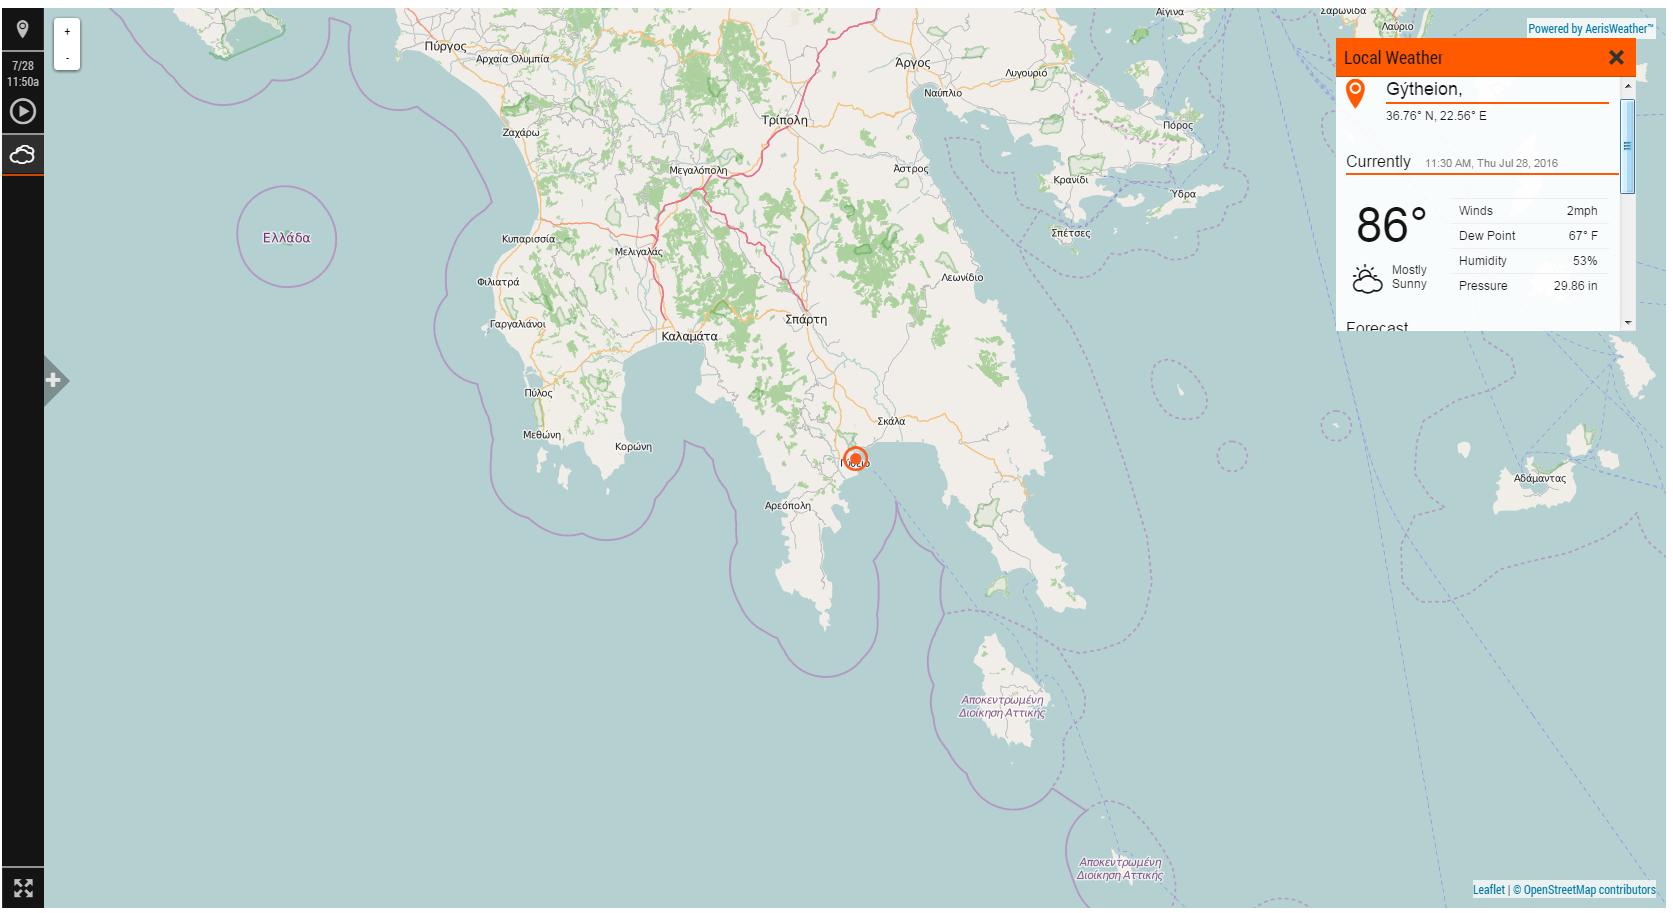 +
-
7/28
11:50a
Powered by AerisWeather™
Local Weather
Gýtheion,
36.76° N, 22.56° E
Currently 11:30 AM, Thu Jul 28, 2016
86°
Mostly
Sunny
Winds 2mph
Dew Point 67° F
Humidity 53%
Pressure 29.86 in
Forecast
Αίγινα
Λαύριο
Πύργος
Αρχαία Ολυμπία
Άργος
Λυγουριό
Ναύπλιο
Ζαχάρω
Τρίπολη
Πόρος
Μεγαλόπολη
Άστρος
Κρανίδι
Ύδρα
Σπέτσες
Ελλάδα
Κυπαρισσία
Μελιγαλάς
Φιλιατρά
Λεωνίδιο
Γαργαλιάνοι
Σπάρτη
Καλαμάτα
Πύλος
Σκάλα
Μεθώνη
Κορώνη
Αρεόπολη
Αδάμαντας
Αποκεντρωμένη
Διοίκηση Αττικής
Αποκεντρωμένη
Διοίκηση Αττικής
Leaflet | © OpenStreetMap contributors